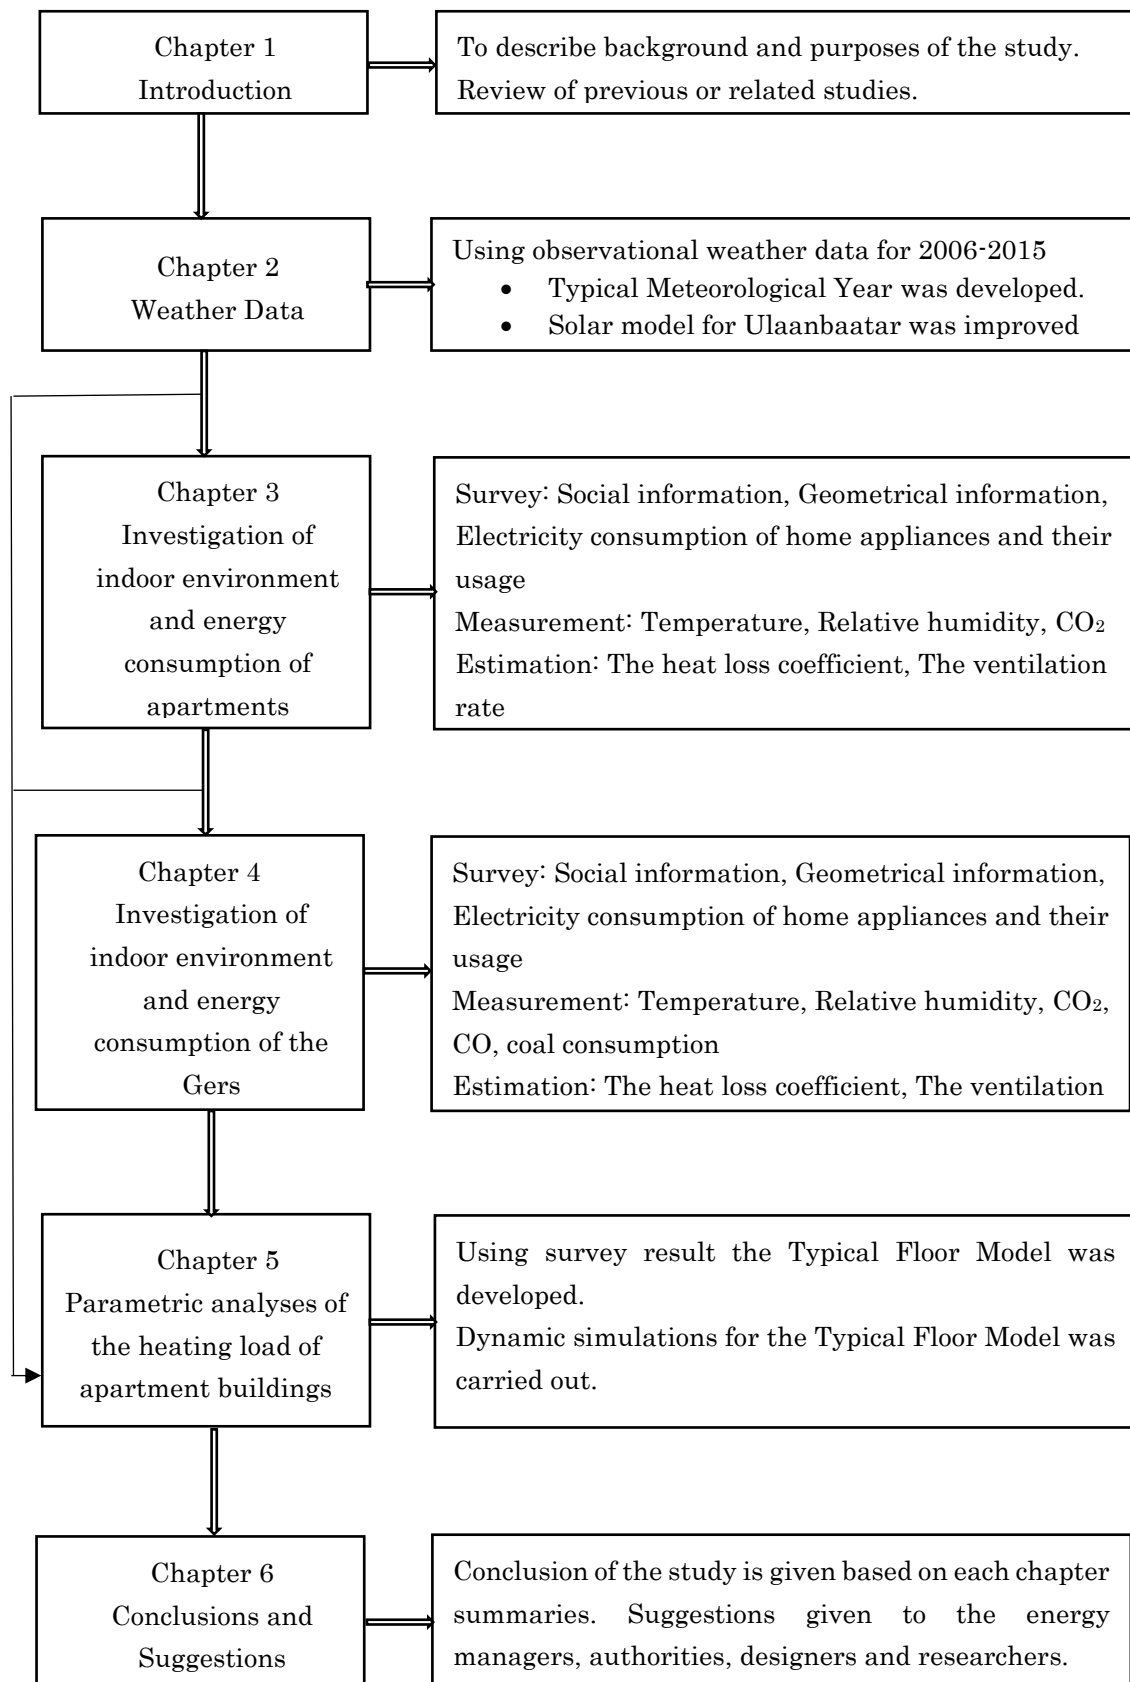 Chapter 1
Introduction
To describe background and purposes of the study.
Review of previous or related studies.
Chapter 2
Weather Data
Using observational weather data for 2006-2015
• Typical Meteorological Year was developed.
• Solar model for Ulaanbaatar was improved
Chapter 3
Investigation of
indoor environment
and energy
consumption of
apartments
Survey: Social information, Geometrical information,
Electricity consumption of home appliances and their
usage
Measurement: Temperature, Relative humidity, CO₂
Estimation: The heat loss coefficient, The ventilation
rate
Chapter 4
Investigation of
indoor environment
and energy
consumption of the
Gers
Survey: Social information, Geometrical information,
Electricity consumption of home appliances and their
usage
Measurement: Temperature, Relative humidity, CO₂,
CO, coal consumption
Estimation: The heat loss coefficient, The ventilation
Chapter 5
Parametric analyses of
the heating load of
apartment buildings
Using survey result the Typical Floor Model was
developed.
Dynamic simulations for the Typical Floor Model was
carried out.
Chapter 6
Conclusions and
Suggestions
Conclusion of the study is given based on each chapter
summaries. Suggestions given to the energy
managers, authorities, designers and researchers.